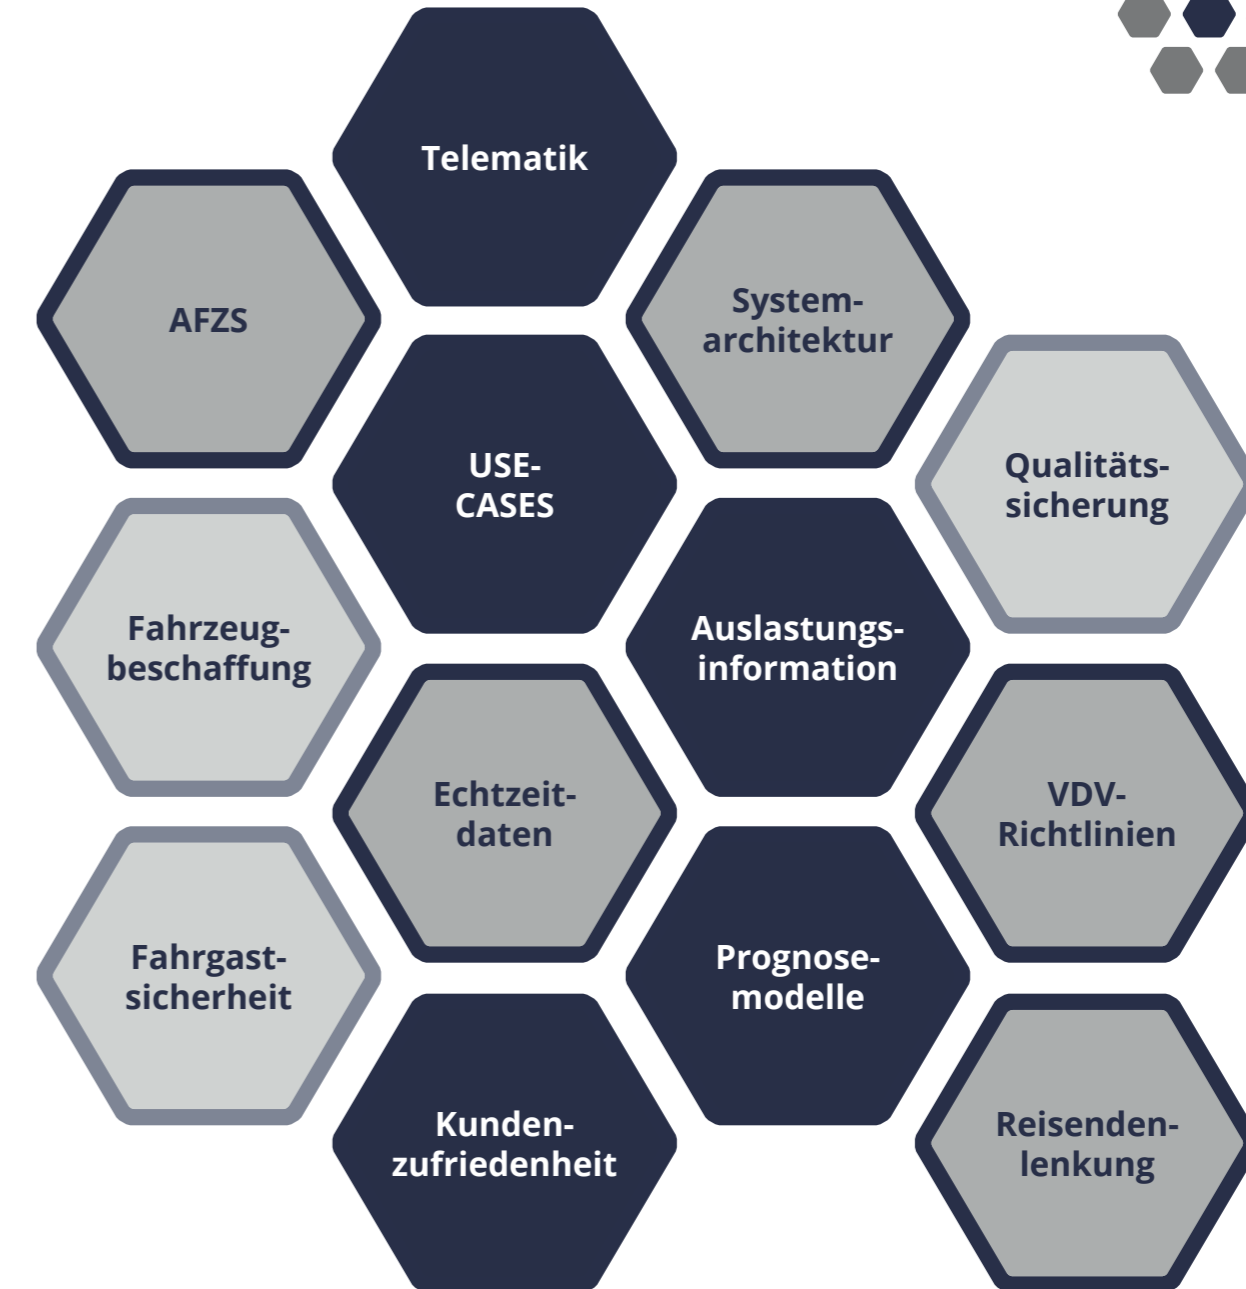 Telematik
AFZS
System-
architektur
USE-
CASES
Qualitäts-
sicherung
Fahrzeug-
beschaffung
Auslastungs-
information
Echtzeit-
daten
VDV-
Richtlinien
Fahrgast-
sicherheit
Prognose-
modelle
Kunden-
zufriedenheit
Reisenden-
lenkung